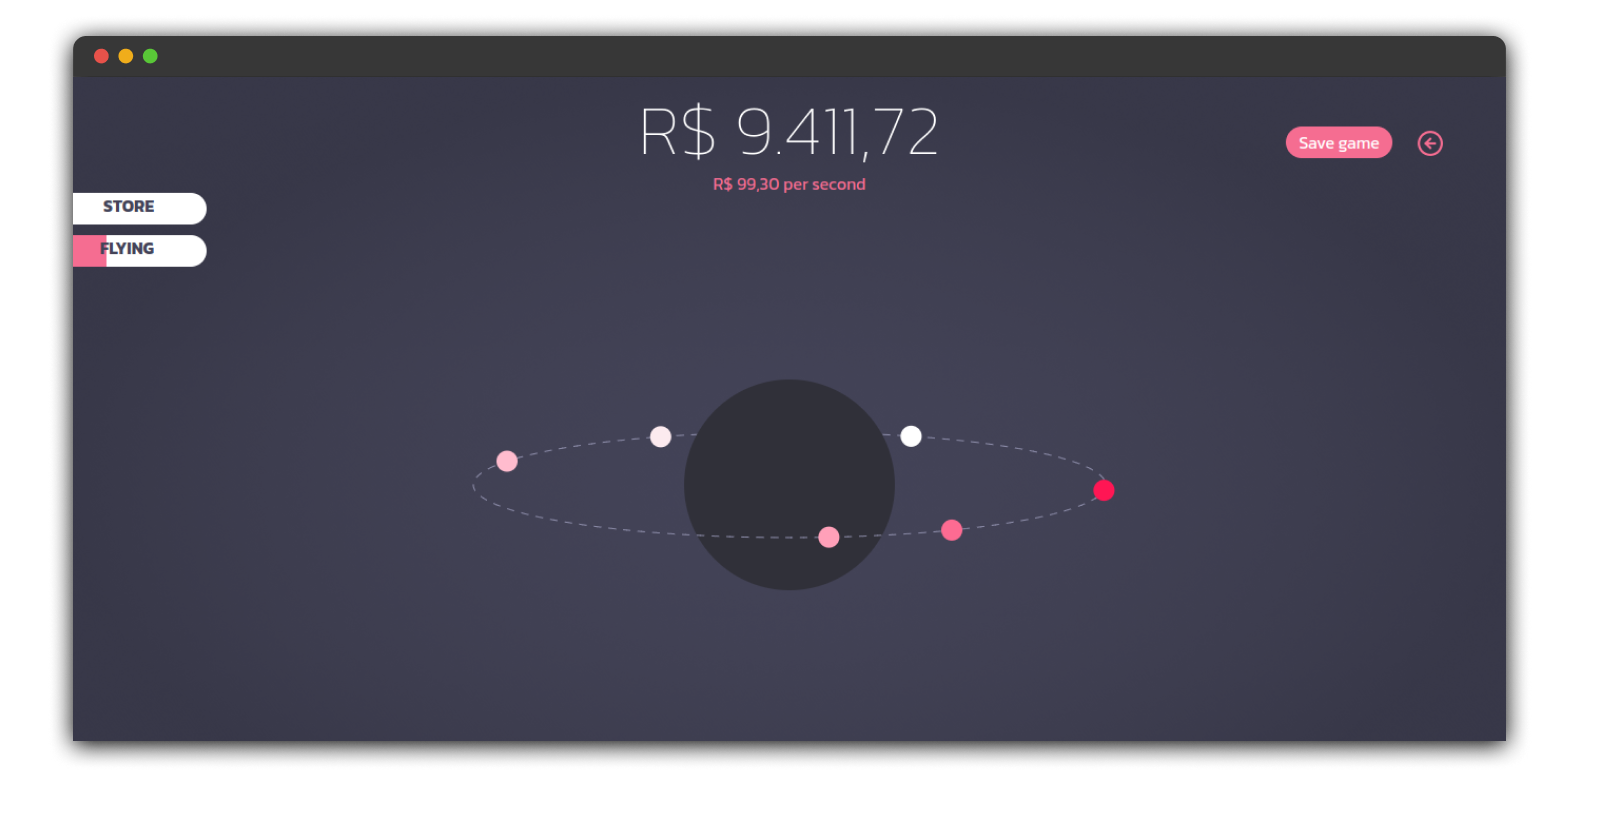 R$ 9.411,72
R$ 99,30 per second
Save game
STORE
FLYING